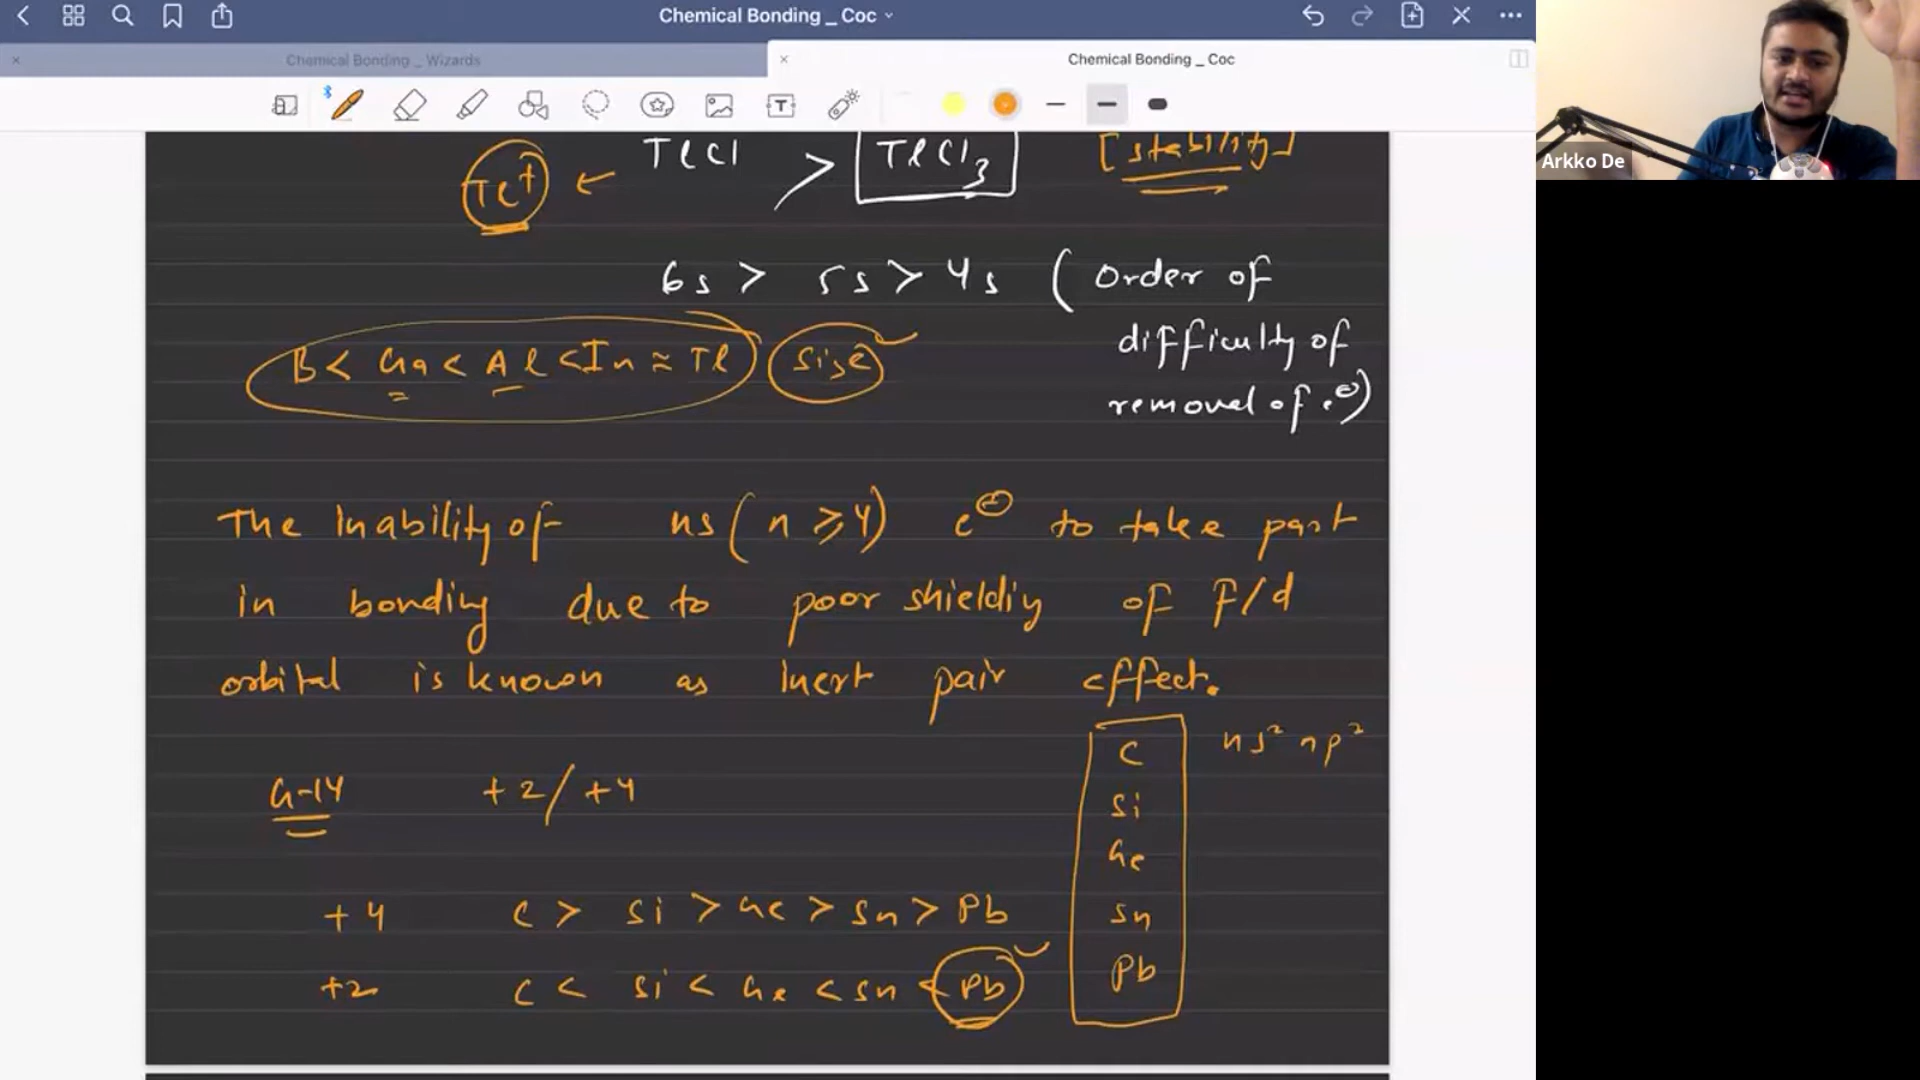 Chemical Bonding _ Coc
Chemical Bonding _ Wizards
Chemical Bonding _ Coc
Arkko De
Tl⁺ ← TlCl > TlCl₃ [stability]
6s > 5s > 4s (Order of
difficulty of
removal of e⊖)
B < Ga < Al < In ≈ Tl Size
The Inability of ns (n ≥ 4) e⊖ to take part
in bonding due to poor shieldiy of F/d
orbital is known as inert pair effect.
G-14 +2/+4
+4 C > Si > Ge > Sn > Pb
+2 C < Si < Ge < Sn < Pb
C ns² np²
Si
Ge
Sn
Pb